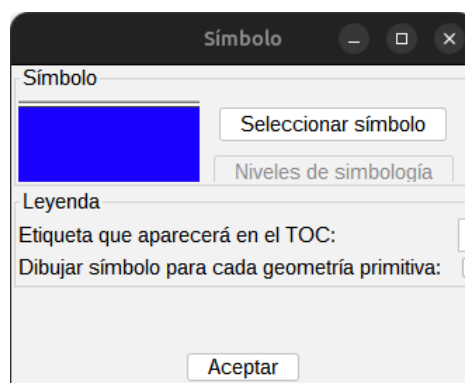 Símbolo
Símbolo
Seleccionar símbolo
Niveles de simbología
Leyenda
Etiqueta que aparecerá en el TOC:
Dibujar símbolo para cada geometría primitiva:
Aceptar